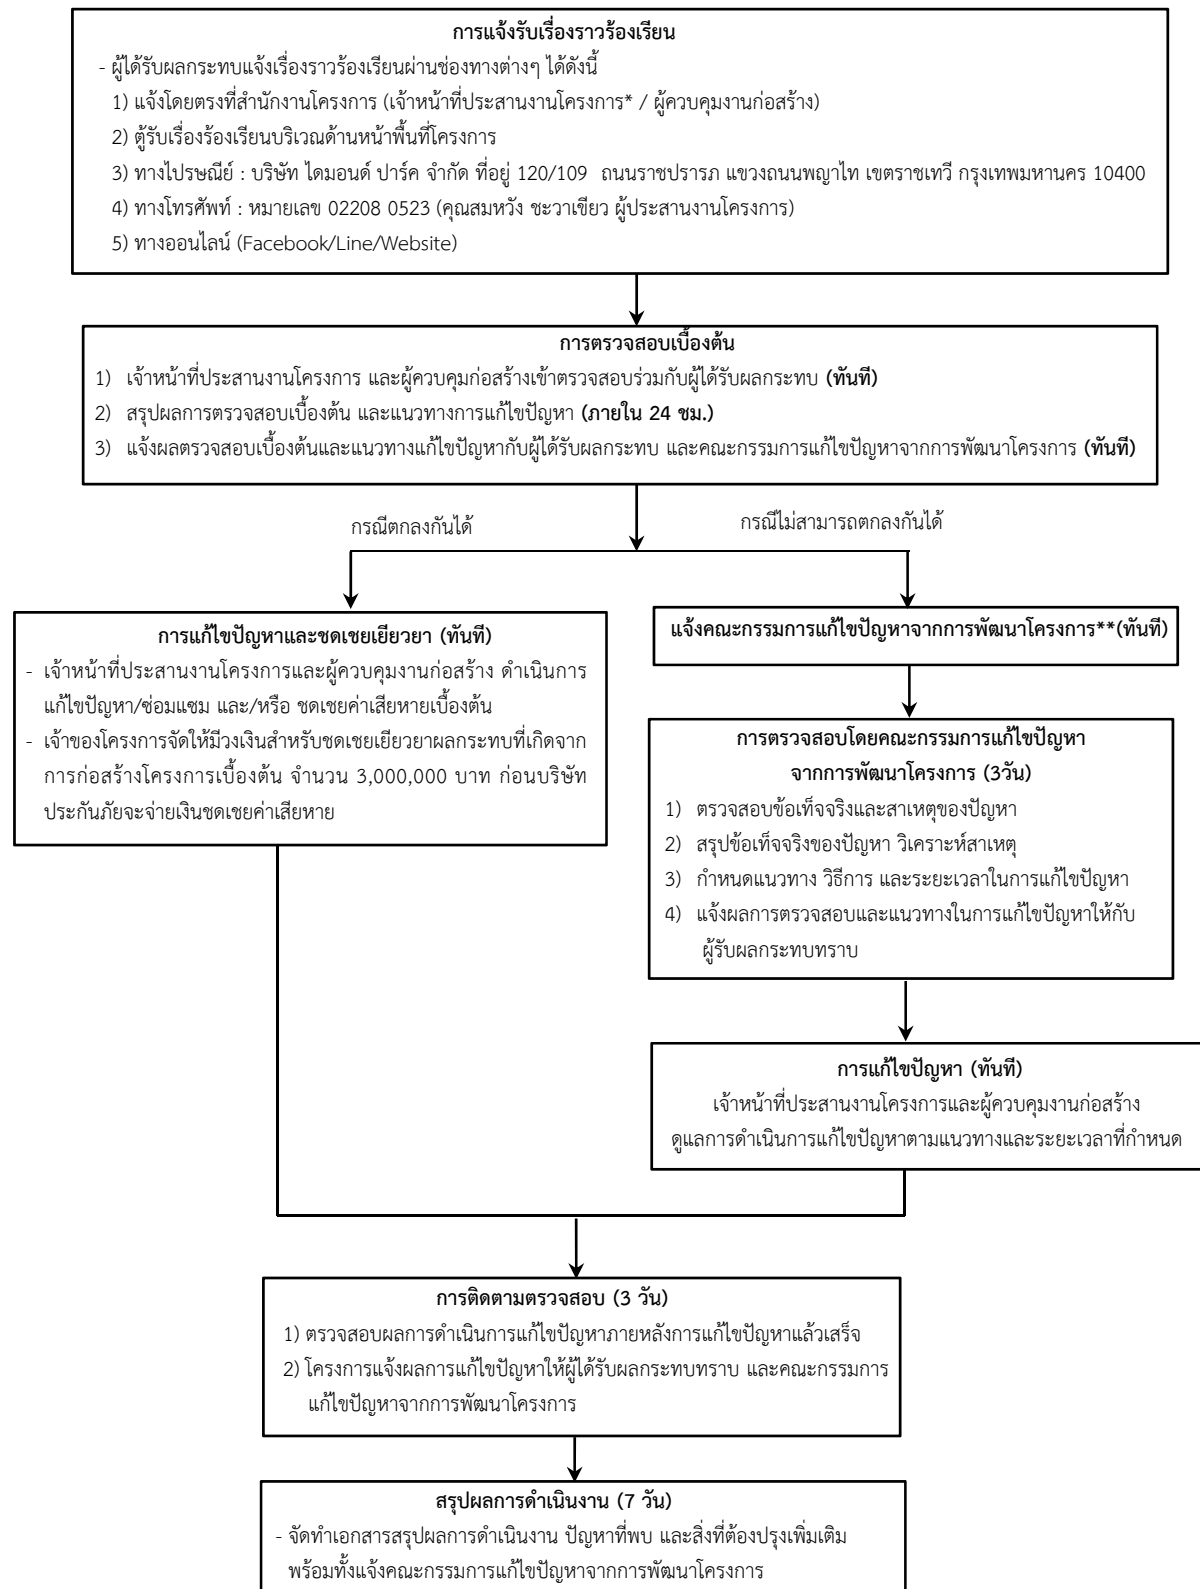 การแจ้งรับเรื่องราวร้องเรียน
- ผู้ได้รับผลกระทบแจ้งเรื่องราวร้องเรียนผ่านช่องทางต่างๆ ได้ดังนี้
1) แจ้งโดยตรงที่สำนักงานโครงการ (เจ้าหน้าที่ประสานงานโครงการ* / ผู้ควบคุมงานก่อสร้าง)
2) ตู้รับเรื่องร้องเรียนบริเวณด้านหน้าพื้นที่โครงการ
3) ทางไปรษณีย์ : บริษัท ไดมอนด์ ปาร์ค จำกัด ที่อยู่ 120/109 ถนนราชปรารภ แขวงถนนพญาไท เขตราชเทวี กรุงเทพมหานคร 10400
4) ทางโทรศัพท์ : หมายเลข 02208 0523 (คุณสมหวัง ชะวาเขียว ผู้ประสานงานโครงการ)
5) ทางออนไลน์ (Facebook/Line/Website)
การตรวจสอบเบื้องต้น
1) เจ้าหน้าที่ประสานงานโครงการ และผู้ควบคุมก่อสร้างเข้าตรวจสอบร่วมกับผู้ได้รับผลกระทบ (ทันที)
2) สรุปผลการตรวจสอบเบื้องต้น และแนวทางการแก้ไขปัญหา (ภายใน 24 ชม.)
3) แจ้งผลตรวจสอบเบื้องต้นและแนวทางแก้ไขปัญหากับผู้ได้รับผลกระทบ และคณะกรรมการแก้ไขปัญหาจากการพัฒนาโครงการ (ทันที)
กรณีตกลงกันได้
กรณีไม่สามารถตกลงกันได้
การแก้ไขปัญหาและชดเชยเยียวยา (ทันที)
- เจ้าหน้าที่ประสานงานโครงการและผู้ควบคุมงานก่อสร้าง ดำเนินการ
แก้ไขปัญหา/ซ่อมแซม และ/หรือ ชดเชยค่าเสียหายเบื้องต้น
- เจ้าของโครงการจัดให้มีวงเงินสำหรับชดเชยเยียวยาผลกระทบที่เกิดจาก
การก่อสร้างโครงการเบื้องต้น จำนวน 3,000,000 บาท ก่อนบริษัท
ประกันภัยจะจ่ายเงินชดเชยค่าเสียหาย
แจ้งคณะกรรมการแก้ไขปัญหาจากการพัฒนาโครงการ**(ทันที)
การตรวจสอบโดยคณะกรรมการแก้ไขปัญหา
จากการพัฒนาโครงการ (3วัน)
1) ตรวจสอบข้อเท็จจริงและสาเหตุของปัญหา
2) สรุปข้อเท็จจริงของปัญหา วิเคราะห์สาเหตุ
3) กำหนดแนวทาง วิธีการ และระยะเวลาในการแก้ไขปัญหา
4) แจ้งผลการตรวจสอบและแนวทางในการแก้ไขปัญหาให้กับ
ผู้รับผลกระทบทราบ
การแก้ไขปัญหา (ทันที)
เจ้าหน้าที่ประสานงานโครงการและผู้ควบคุมงานก่อสร้าง
ดูแลการดำเนินการแก้ไขปัญหาตามแนวทางและระยะเวลาที่กำหนด
การติดตามตรวจสอบ (3 วัน)
1) ตรวจสอบผลการดำเนินการแก้ไขปัญหาภายหลังการแก้ไขปัญหาแล้วเสร็จ
2) โครงการแจ้งผลการแก้ไขปัญหาให้ผู้ได้รับผลกระทบทราบ และคณะกรรมการ
แก้ไขปัญหาจากการพัฒนาโครงการ
สรุปผลการดำเนินงาน (7 วัน)
- จัดทำเอกสารสรุปผลการดำเนินงาน ปัญหาที่พบ และสิ่งที่ต้องปรุงเพิ่มเติม
พร้อมทั้งแจ้งคณะกรรมการแก้ไขปัญหาจากการพัฒนาโครงการ